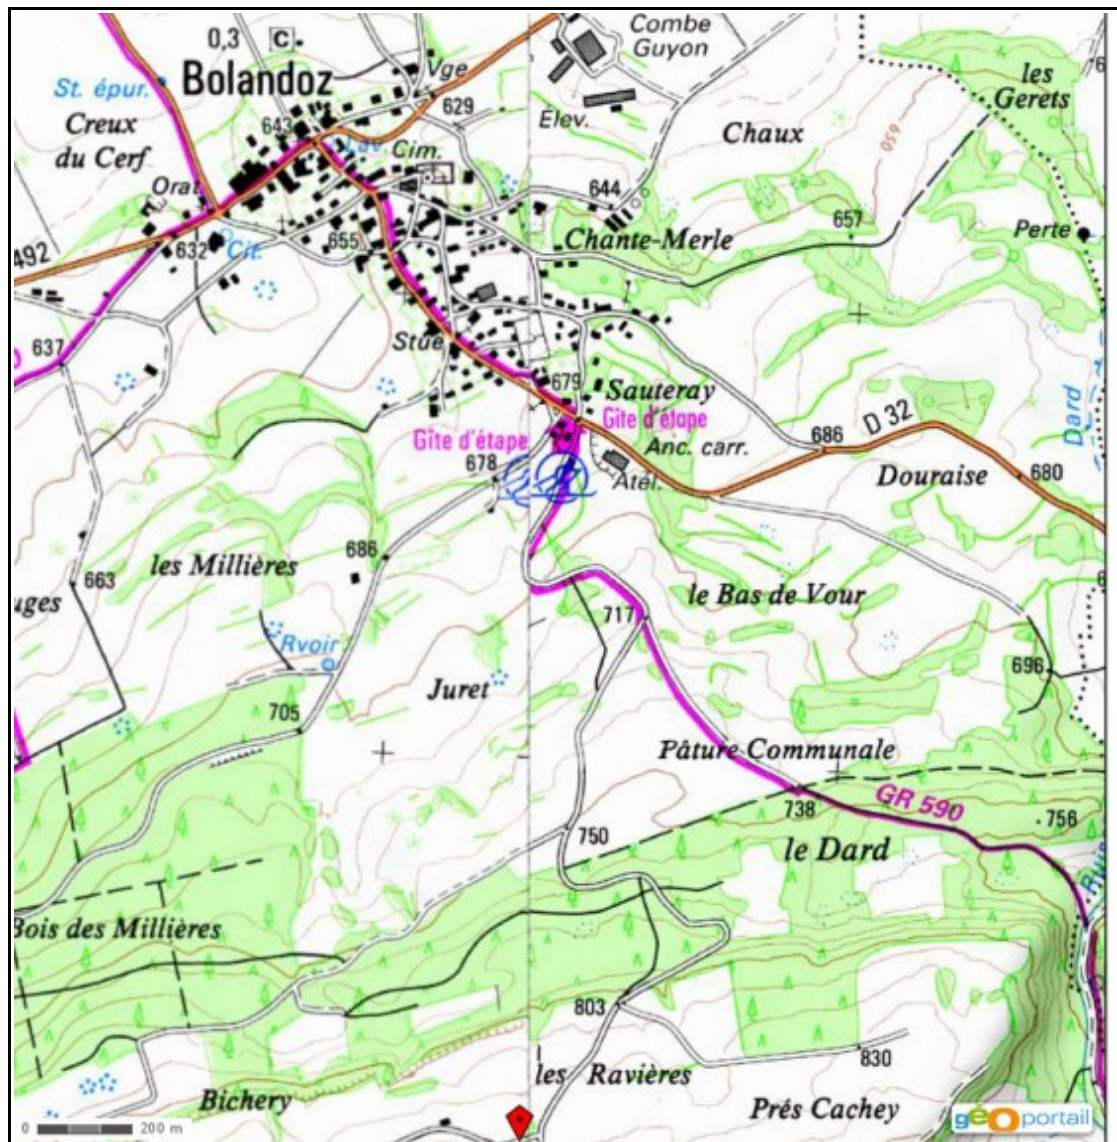 0,3
C
Combe
Guyon
Bolandoz
Vge
les
Gerets
St. épur.
Creux
du Cerf
629
643
Lav.
Cim.
Elev.
Chaux
650
Orat.
644
657
Perte
492
632
Cit.
655
Chante-Merle
637
Stue
679
Sauteray
Gîte d'étape
Gîte d'étape
Anc. carr.
686
D 32
Dard
678
Atél.
Douraise
680
686
les Millières
663
uges
le Bas de Vour
717
Rvoir
Juret
696
705
Pâture Communale
738
GR 590
756
750
le Dard
Bois des Millières
803
830
les Ravières
Bichery
Prés Cachey
0
200 m
géoportail